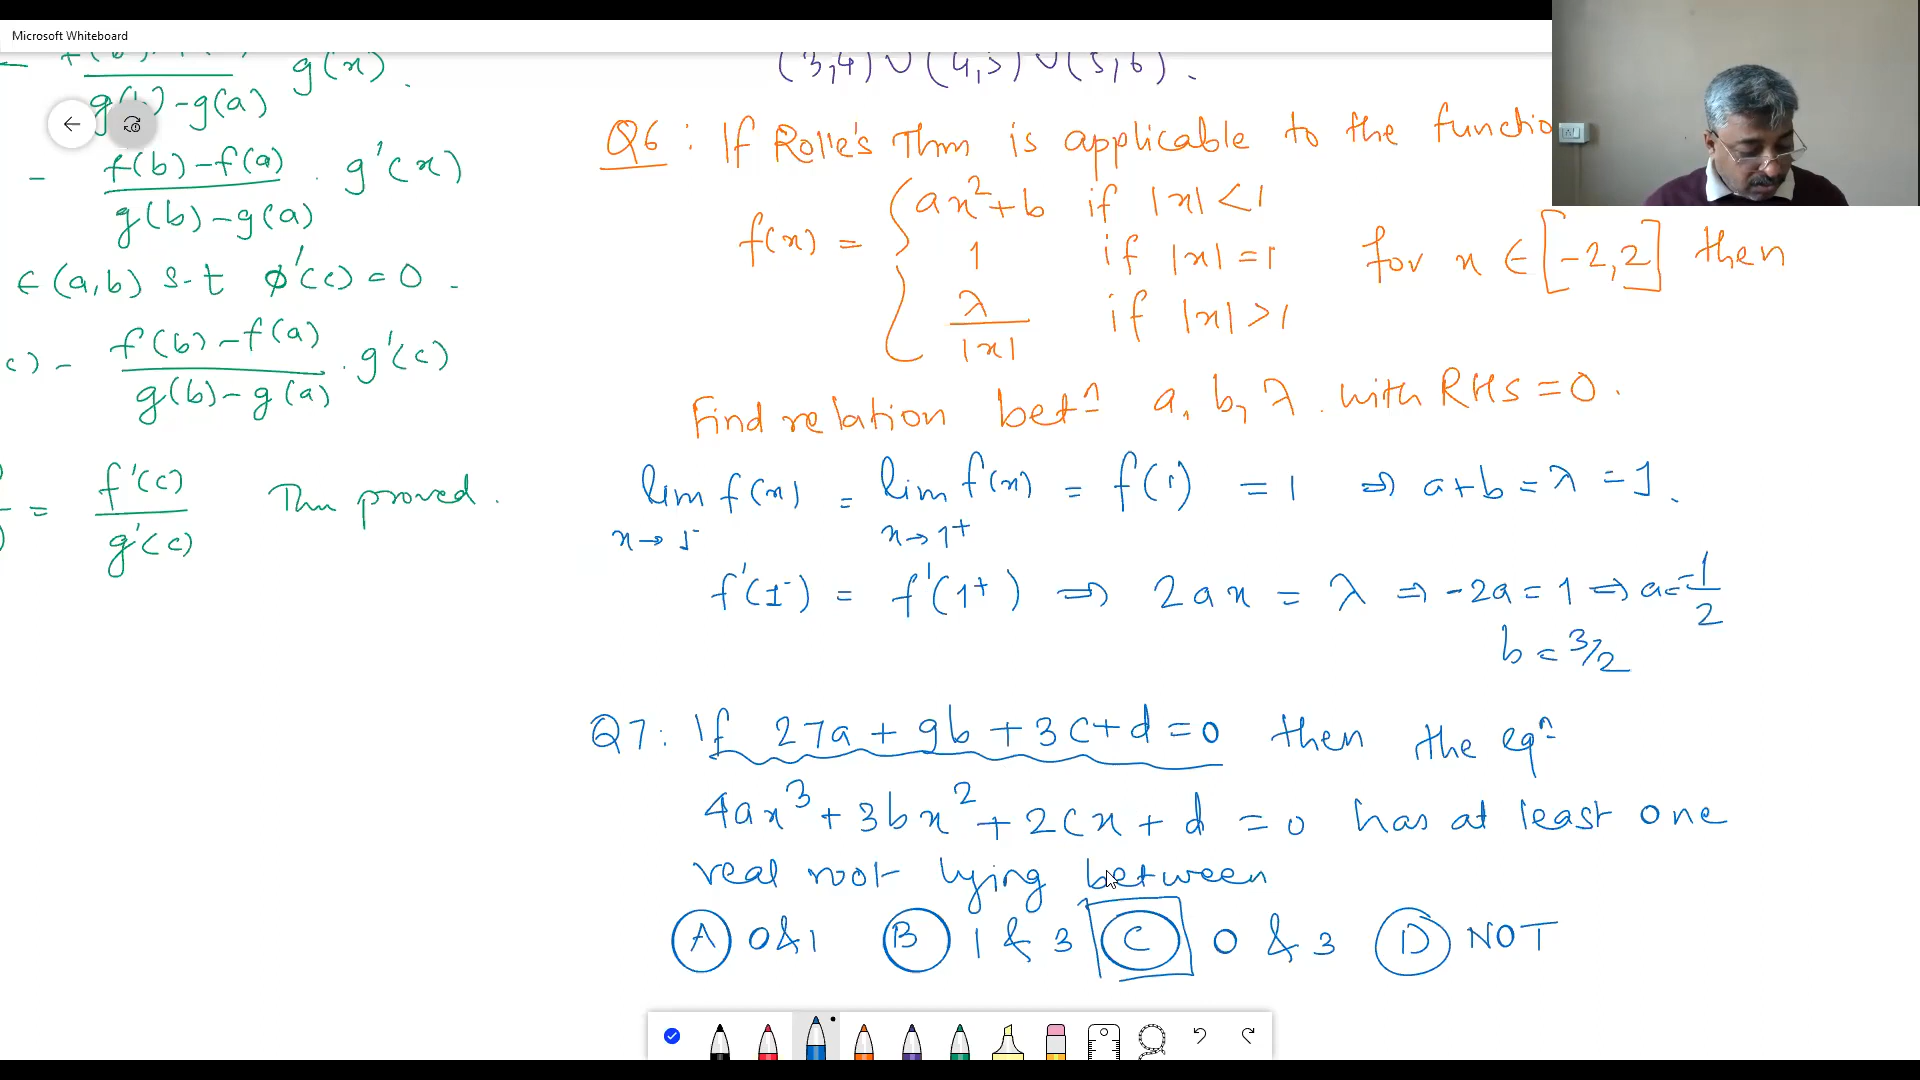 Microsoft Whiteboard
g(x).
g(b)-g(a)
- f(b)-f(a) / g(b)-g(a) . g'(x)
∈(a,b) s.t φ'(c) = 0.
c) - f(b)-f(a) / g(b)-g(a) . g'(c)
= f'(c) / g'(c) Thm proved.
(3,4) ∪ (4,5) ∪ (5,6).
Q6: If Rolle's Thm is applicable to the functio
f(x) = { ax²+b if |x|<1
1 if |x|=1 for x ∈ [-2,2] then
λ/|x| if |x|>1
Find relation betⁿ a, b, λ. with RHS = 0.
lim x→1⁻ f(x) = lim x→1⁺ f(x) = f(1) = 1 ⇒ a+b = λ = 1.
f'(1⁻) = f'(1⁺) ⇒ 2ax = λ ⇒ -2a = 1 ⇒ a = -1/2
b = 3/2
Q7: If 27a + 9b + 3c + d = 0 then the eqⁿ
4ax³ + 3bx² + 2cx + d = 0 has at least one
real root lying between
(A) 0 & 1 (B) 1 & 3 (C) 0 & 3 (D) NOT